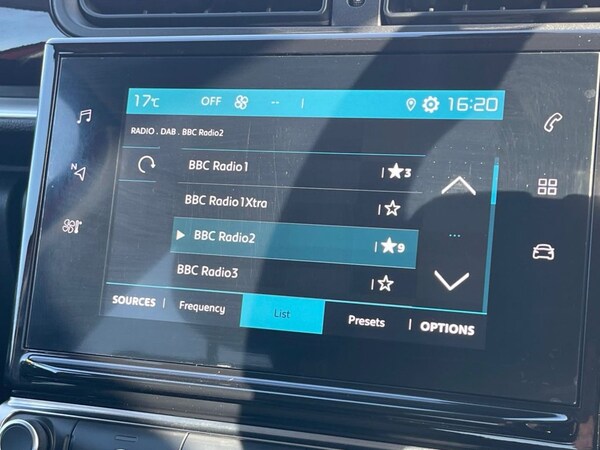 17°C OFF -- | 16:20
RADIO . DAB . BBC Radio2
BBC Radio1 | ★3
BBC Radio1Xtra | ☆
N
▶ BBC Radio2 | ★9
...
BBC Radio3 | ☆
SOURCES | Frequency List Presets | OPTIONS